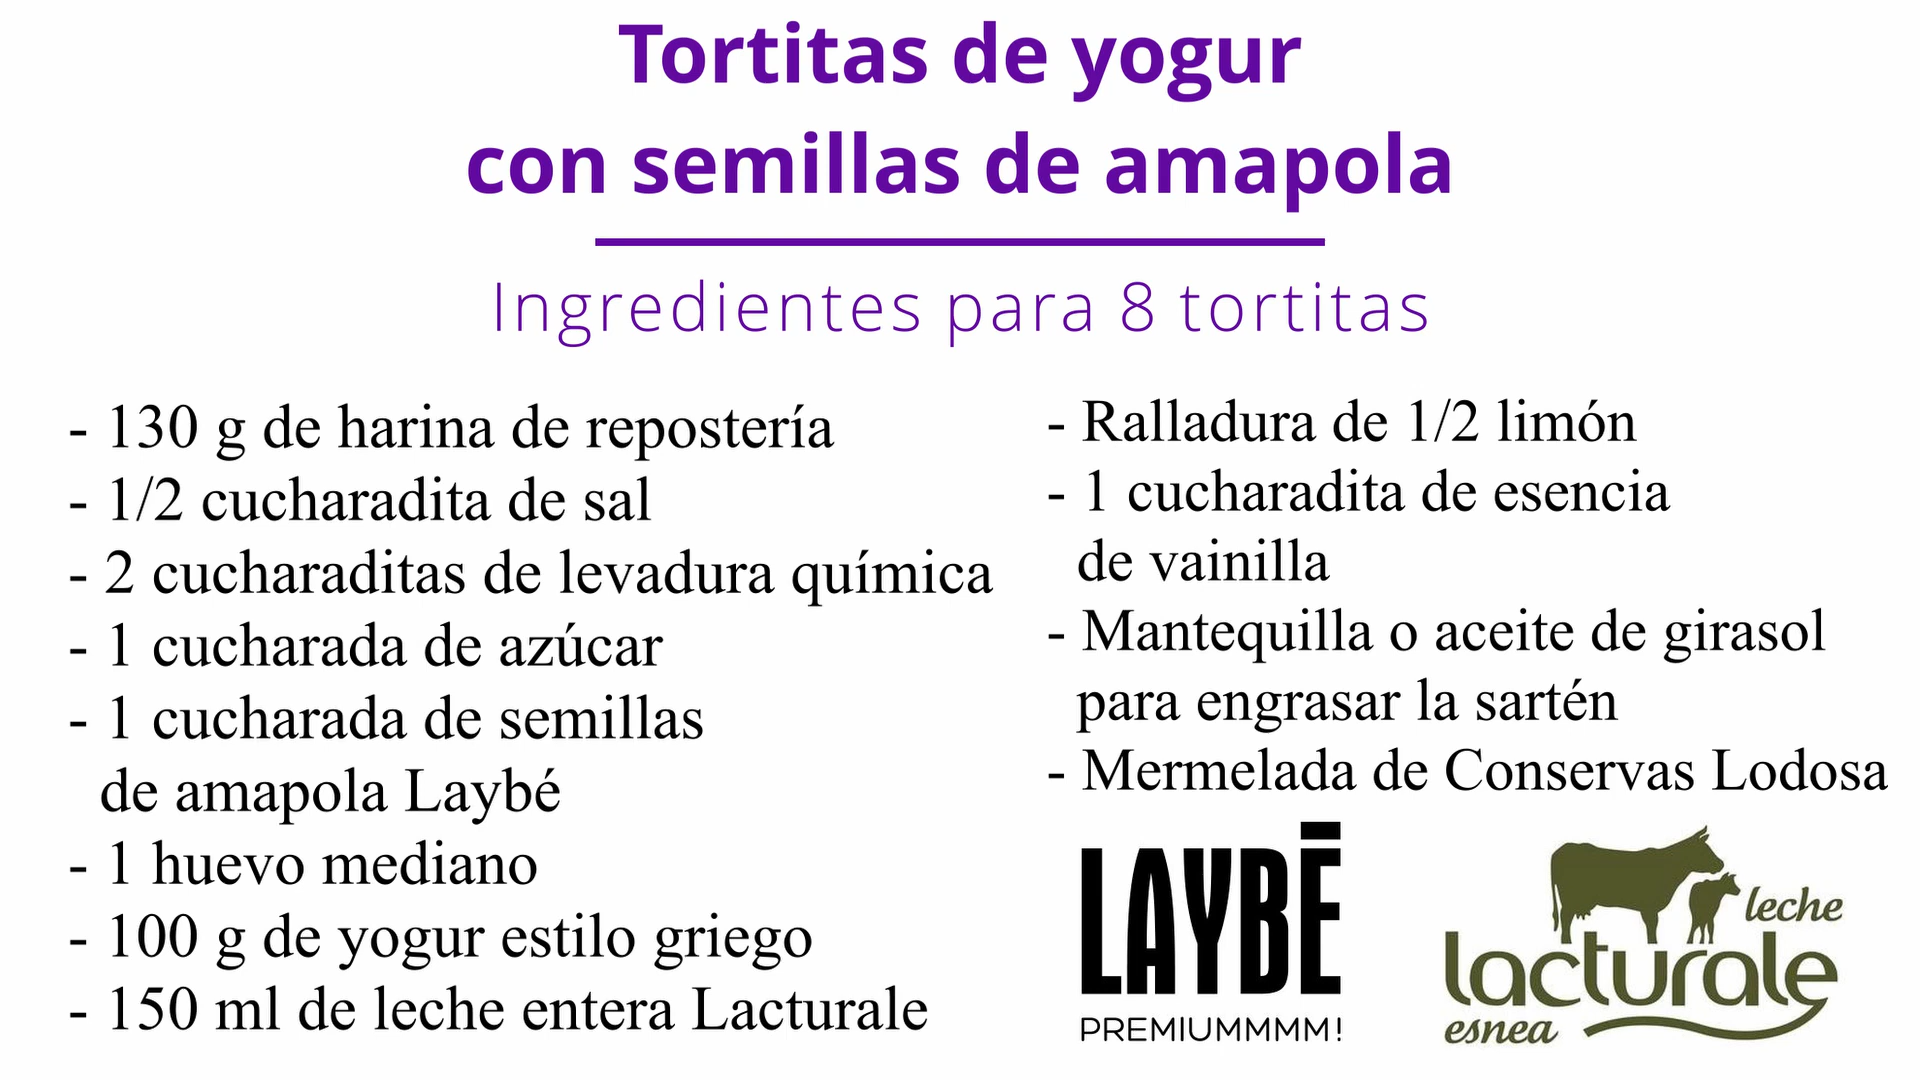 Tortitas de yogur
con semillas de amapola
Ingredientes para 8 tortitas
- 130 g de harina de repostería
- 1/2 cucharadita de sal
- 2 cucharaditas de levadura química
- 1 cucharada de azúcar
- 1 cucharada de semillas
de amapola Laybé
- 1 huevo mediano
- 100 g de yogur estilo griego
- 150 ml de leche entera Lacturale
- Ralladura de 1/2 limón
- 1 cucharadita de esencia
de vainilla
- Mantequilla o aceite de girasol
para engrasar la sartén
- Mermelada de Conservas Lodosa
LAYBĒ
PREMIUMMMM!
leche
lacturale
esnea